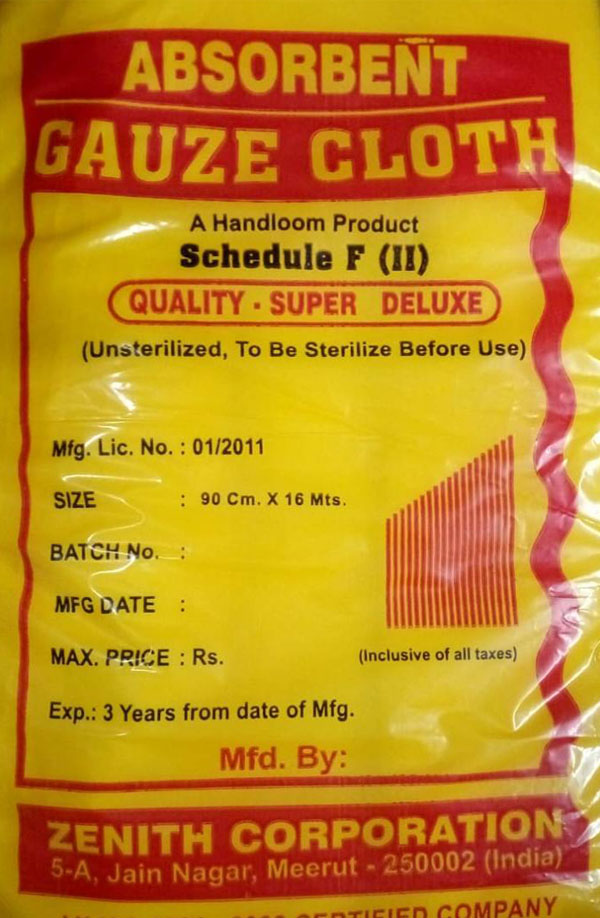 ABSORBENT
GAUZE CLOTH
A Handloom Product
Schedule F (II)
QUALITY - SUPER DELUXE
(Unsterilized, To Be Sterilize Before Use)
Mfg. Lic. No. : 01/2011
SIZE : 90 Cm. X 16 Mts.
BATCH No. :
MFG DATE :
MAX. PRICE : Rs.
(Inclusive of all taxes)
Exp.: 3 Years from date of Mfg.
Mfd. By:
ZENITH CORPORATION
5-A, Jain Nagar, Meerut - 250002 (India)
CERTIFIED COMPANY